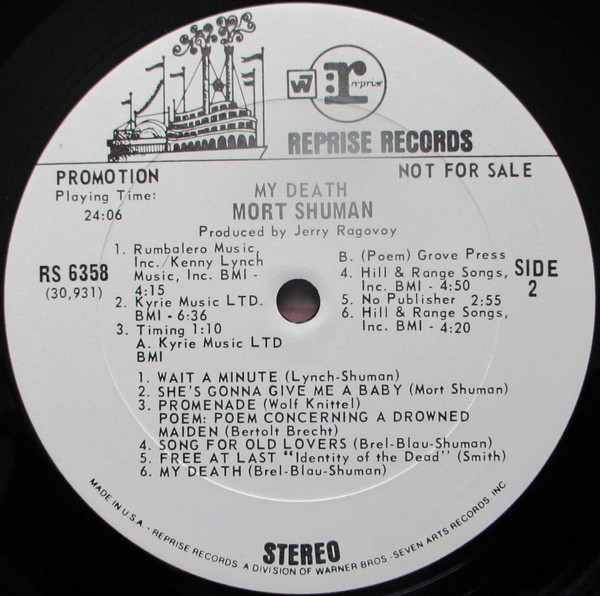 W7
r
reprise
REPRISE RECORDS
PROMOTION
NOT FOR SALE
Playing Time:
24:06
MY DEATH
MORT SHUMAN
Produced by Jerry Ragovoy
RS 6358
(30,931)
SIDE
2
1. Rumbalero Music,
Inc./Kenny Lynch
Music, Inc. BMI -
4:15
2. Kyrie Music LTD.
BMI - 6:36
3. Timing 1:10
A. Kyrie Music LTD
BMI
B. (Poem) Grove Press
4. Hill & Range Songs,
Inc. BMI - 4:50
5. No Publisher 2:55
6. Hill & Range Songs,
Inc. BMI - 4:20
1. WAIT A MINUTE (Lynch-Shuman)
2. SHE'S GONNA GIVE ME A BABY (Mort Shuman)
3. PROMENADE (Wolf Knittel)
POEM: POEM CONCERNING A DROWNED
MAIDEN (Bertolt Brecht)
4. SONG FOR OLD LOVERS (Brel-Blau-Shuman)
5. FREE AT LAST "Identity of the Dead" (Smith)
6. MY DEATH (Brel-Blau-Shuman)
STEREO
MADE IN U.S.A. - REPRISE RECORDS, A DIVISION OF WARNER BROS.-SEVEN ARTS RECORDS, INC